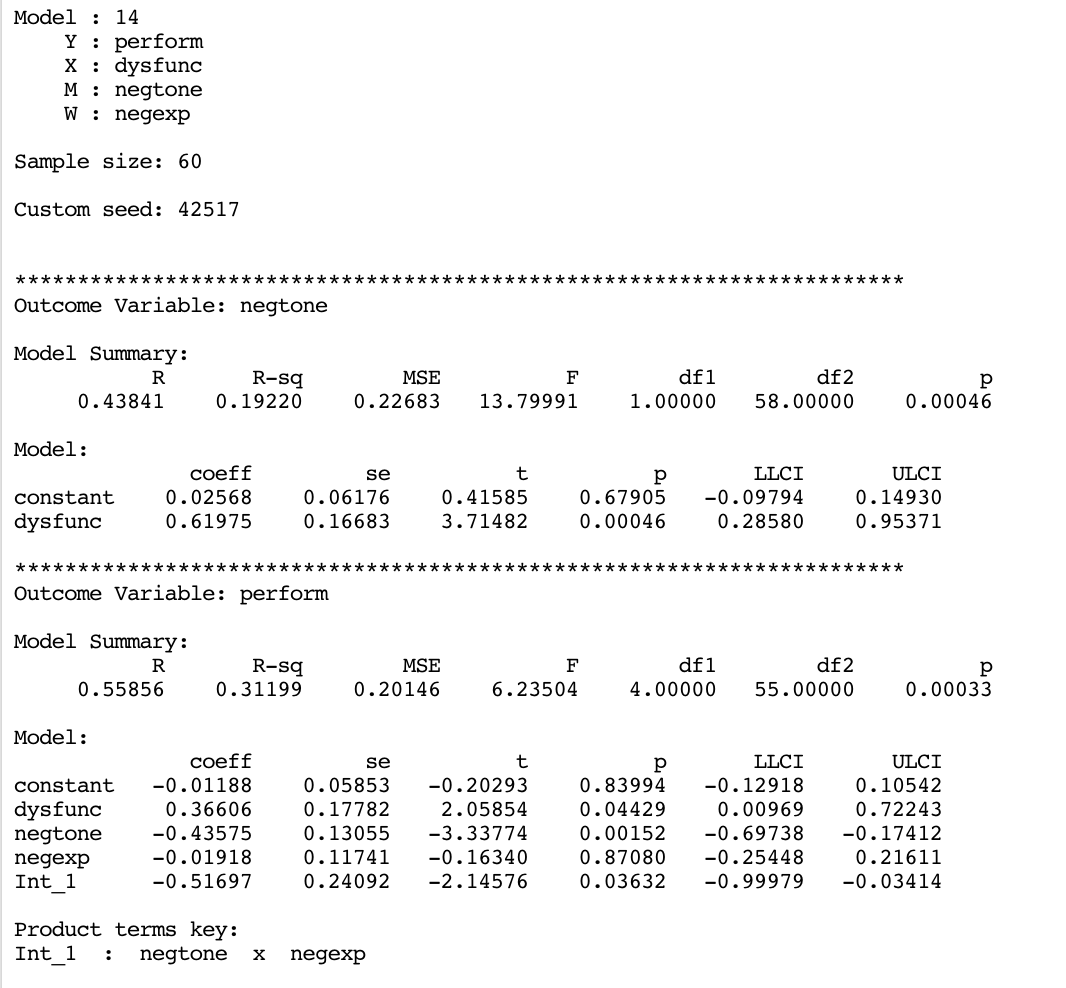 Model : 14
Y : perform
X : dysfunc
M : negtone
W : negexp
Sample size: 60
Custom seed: 42517
***********************************************************************
Outcome Variable: negtone
Model Summary:
R R-sq MSE F df1 df2 p
0.43841 0.19220 0.22683 13.79991 1.00000 58.00000 0.00046
Model:
coeff se t p LLCI ULCI
constant 0.02568 0.06176 0.41585 0.67905 -0.09794 0.14930
dysfunc 0.61975 0.16683 3.71482 0.00046 0.28580 0.95371
***********************************************************************
Outcome Variable: perform
Model Summary:
R R-sq MSE F df1 df2 p
0.55856 0.31199 0.20146 6.23504 4.00000 55.00000 0.00033
Model:
coeff se t p LLCI ULCI
constant -0.01188 0.05853 -0.20293 0.83994 -0.12918 0.10542
dysfunc 0.36606 0.17782 2.05854 0.04429 0.00969 0.72243
negtone -0.43575 0.13055 -3.33774 0.00152 -0.69738 -0.17412
negexp -0.01918 0.11741 -0.16340 0.87080 -0.25448 0.21611
Int_1 -0.51697 0.24092 -2.14576 0.03632 -0.99979 -0.03414
Product terms key:
Int_1 : negtone x negexp